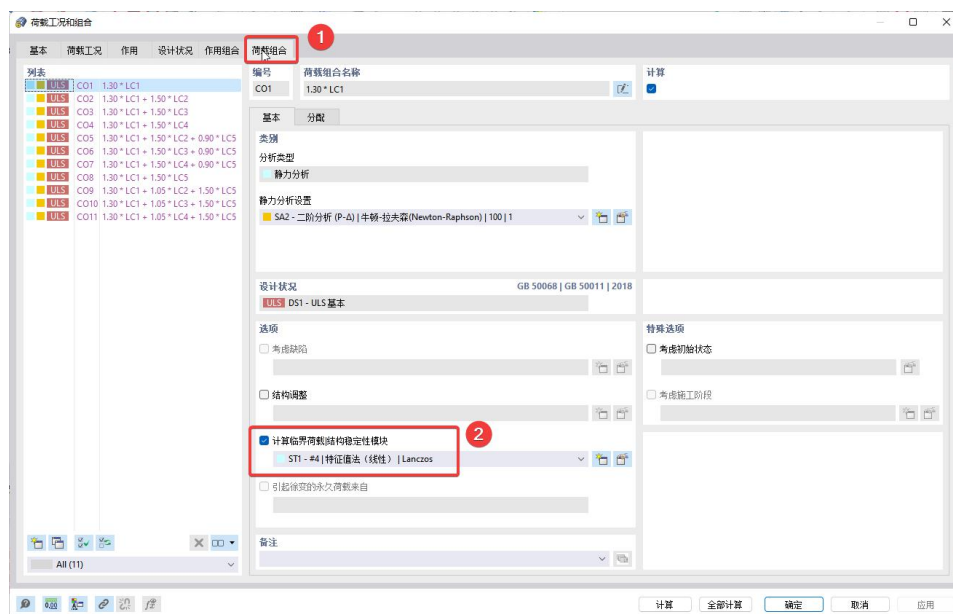 荷载工况和组合
基本 荷载工况 作用 设计状况 作用组合 荷载组合
1
列表
ULS CO1 1.30 * LC1
ULS CO2 1.30 * LC1 + 1.50 * LC2
ULS CO3 1.30 * LC1 + 1.50 * LC3
ULS CO4 1.30 * LC1 + 1.50 * LC4
ULS CO5 1.30 * LC1 + 1.50 * LC2 + 0.90 * LC5
ULS CO6 1.30 * LC1 + 1.50 * LC3 + 0.90 * LC5
ULS CO7 1.30 * LC1 + 1.50 * LC4 + 0.90 * LC5
ULS CO8 1.30 * LC1 + 1.50 * LC5
ULS CO9 1.30 * LC1 + 1.05 * LC2 + 1.50 * LC5
ULS CO10 1.30 * LC1 + 1.05 * LC3 + 1.50 * LC5
ULS CO11 1.30 * LC1 + 1.05 * LC4 + 1.50 * LC5
All (11)
编号 荷载组合名称 计算
CO1 1.30 * LC1
基本 分配
类别
分析类型
静力分析
静力分析设置
SA2 - 二阶分析 (P-Δ) | 牛顿-拉夫森(Newton-Raphson) | 100 | 1
设计状况 GB 50068 | GB 50011 | 2018
ULS DS1 - ULS 基本
选项 特殊选项
考虑缺陷 考虑初始状态
结构调整 考虑施工阶段
计算临界荷载|结构稳定性模块
2
ST1 - #4 | 特征值法（线性） | Lanczos
引起徐变的永久荷载来自
备注
计算 全部计算 确定 取消 应用